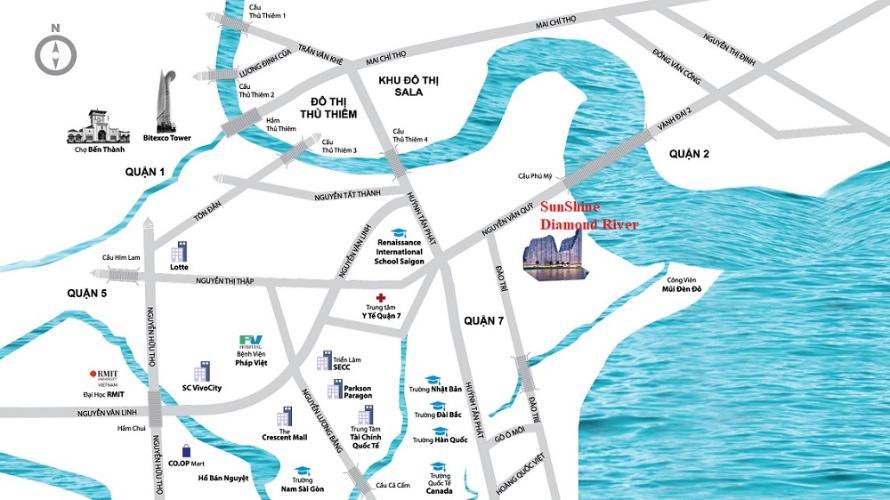 N
Cầu
Thủ Thiêm 1
TRẦN VĂN KHÊ
LƯƠNG ĐỊNH CỦA
MAI CHÍ THỌ
MAI CHÍ THỌ
NGUYỄN THỊ ĐỊNH
ĐỒNG VĂN CỐNG
VÀNH ĐAI 2
Cầu
Thủ Thiêm 2
KHU ĐÔ THỊ
SALA
ĐÔ THỊ
THỦ THIÊM
Hầm
Thủ Thiêm
Chợ Bến Thành
Bitexco Tower
Cầu
Thủ Thiêm 3
Cầu
Thủ Thiêm 4
QUẬN 1
QUẬN 2
Cầu Phú Mỹ
TÔN ĐẢN
NGUYỄN TẤT THÀNH
HUỲNH TẤN PHÁT
NGUYỄN VĂN QUỲ
SunShine
Diamond River
NGUYỄN VĂN LINH
Renaissance
International
School Saigon
Cầu Him Lam
Lotte
NGUYỄN THỊ THẬP
ĐÀO TRÍ
Công Viên
Mũi Đèn Đỏ
QUẬN 5
Trung tâm
Y Tế Quận 7
QUẬN 7
NGUYỄN HỮU THỌ
FV
HOSPITAL
Bệnh Viện
Pháp Việt
Triển Lãm
SECC
RMIT
UNIVERSITY
VIETNAM
Đại Học RMIT
SC VivoCity
Parkson
Paragon
Trường Nhật Bản
HUỲNH TẤN PHÁT
ĐÀO TRÍ
NGUYỄN VĂN LINH
NGUYỄN LƯƠNG BẰNG
Trường Đài Bắc
Hầm Chui
The
Crescent Mall
Trung Tâm
Tài Chính
Quốc Tế
Trường Hàn Quốc
GÒ Ô MÔI
HOÀNG QUỐC VIỆT
CO.OP Mart
Hồ Bán Nguyệt
NGUYỄN HỮU THỌ
Trường
Nam Sài Gòn
Cầu Cả Cấm
Trường
Quốc Tế
Canada